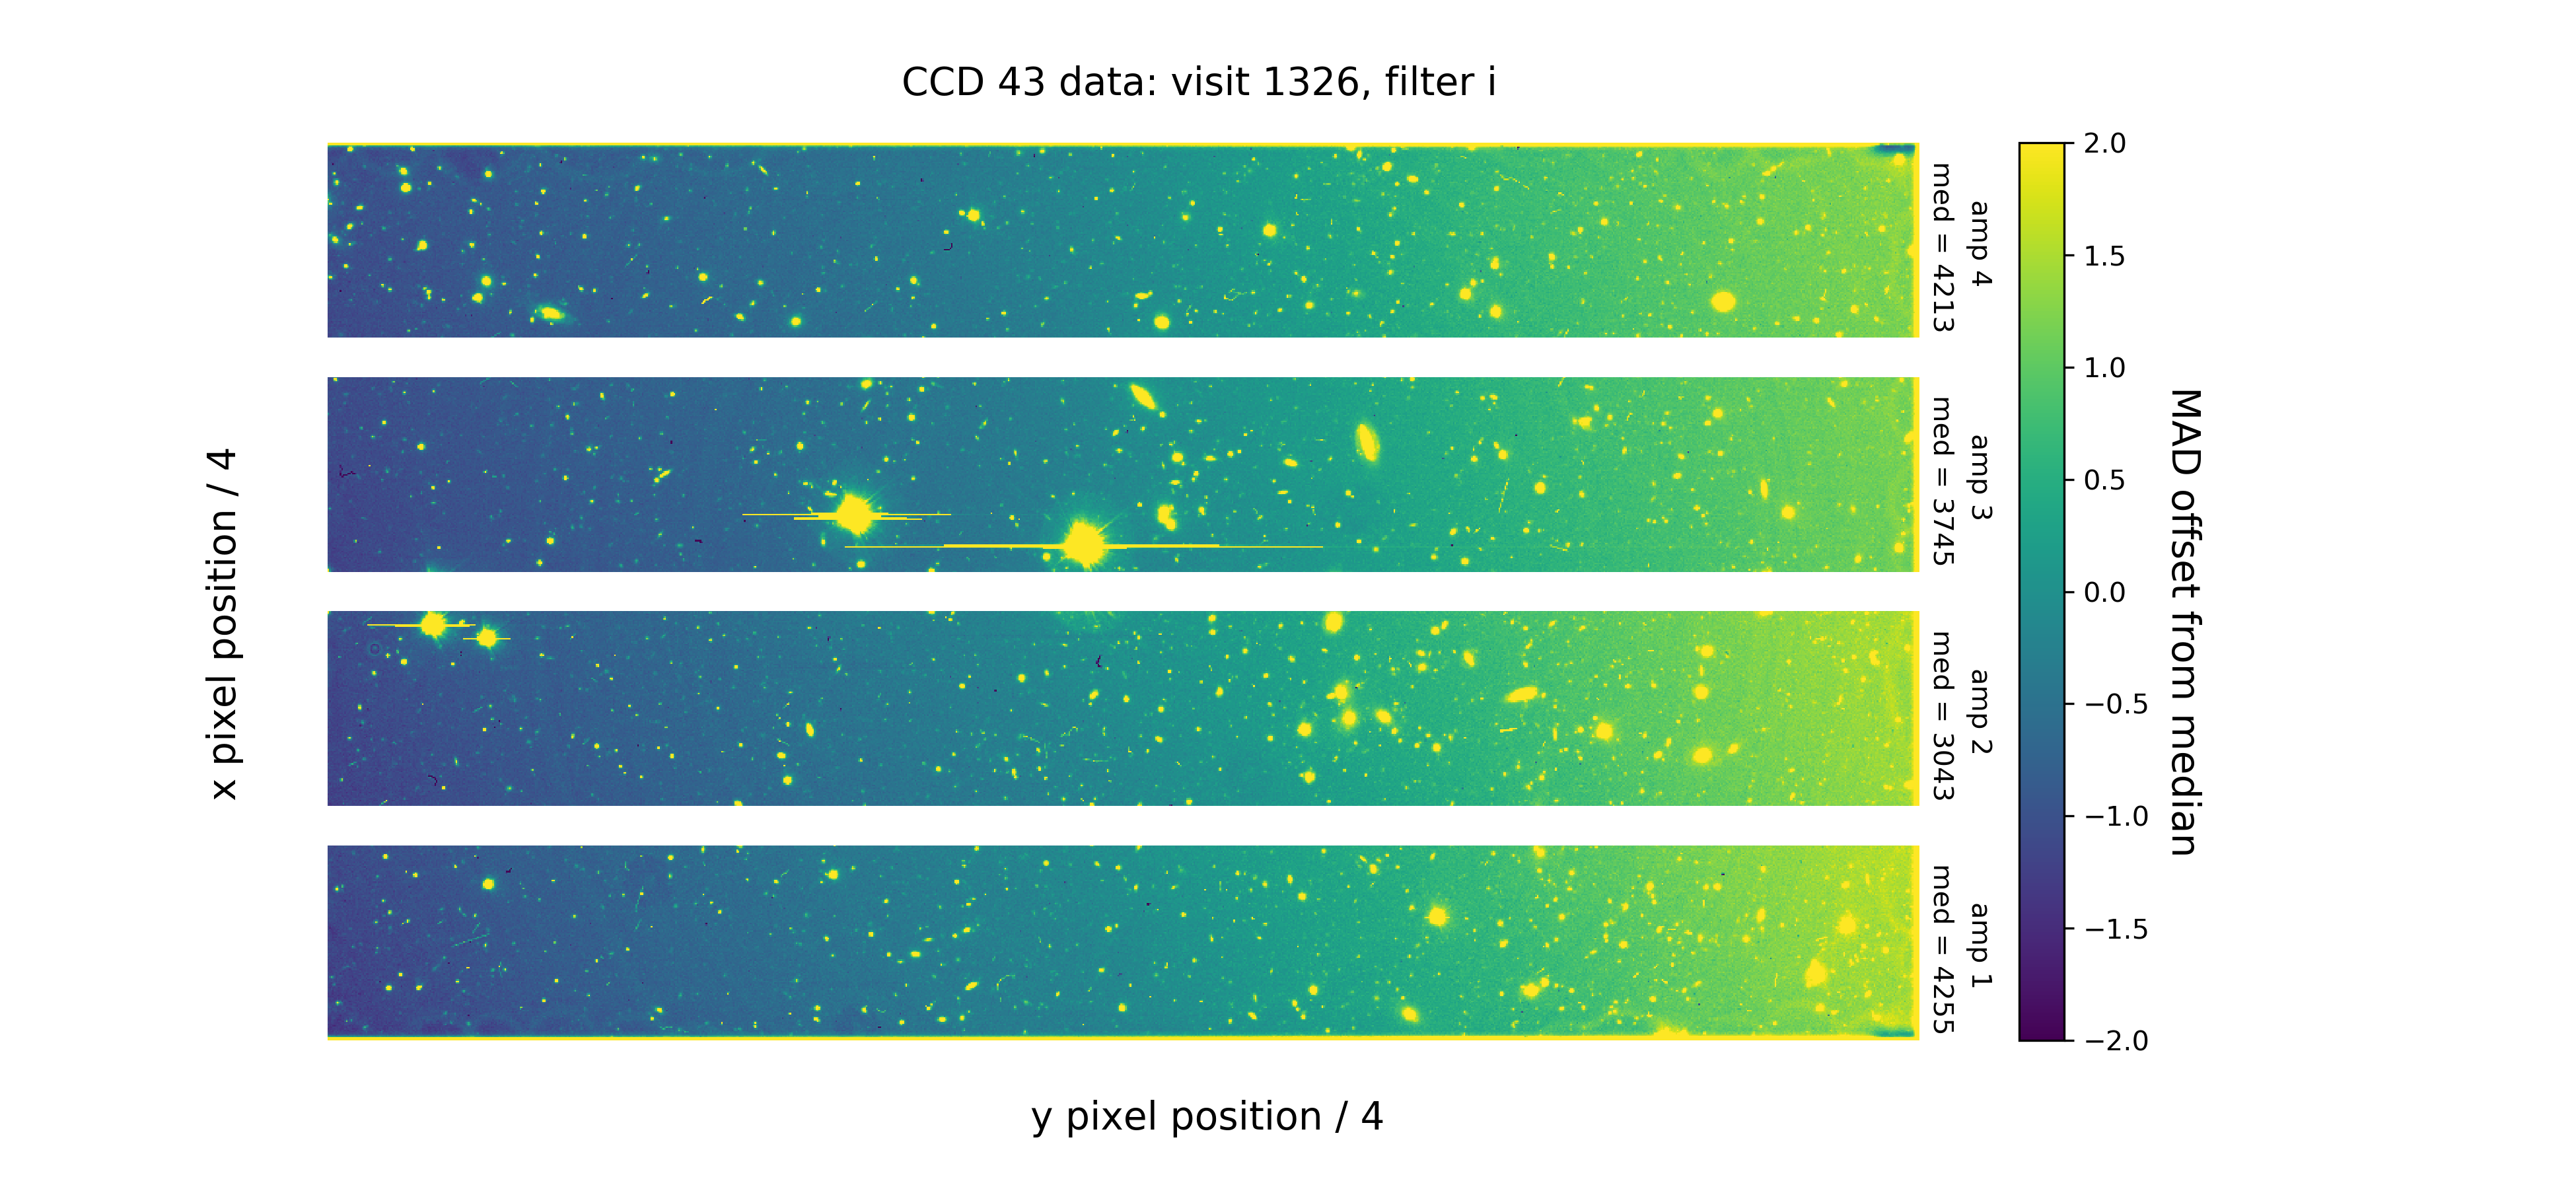 CCD 43 data: visit 1326, filter i
x pixel position / 4
amp 4
med = 4213
amp 3
med = 3745
amp 2
med = 3043
amp 1
med = 4255
2.0
1.5
1.0
0.5
0.0
−0.5
−1.0
−1.5
−2.0
MAD offset from median
y pixel position / 4